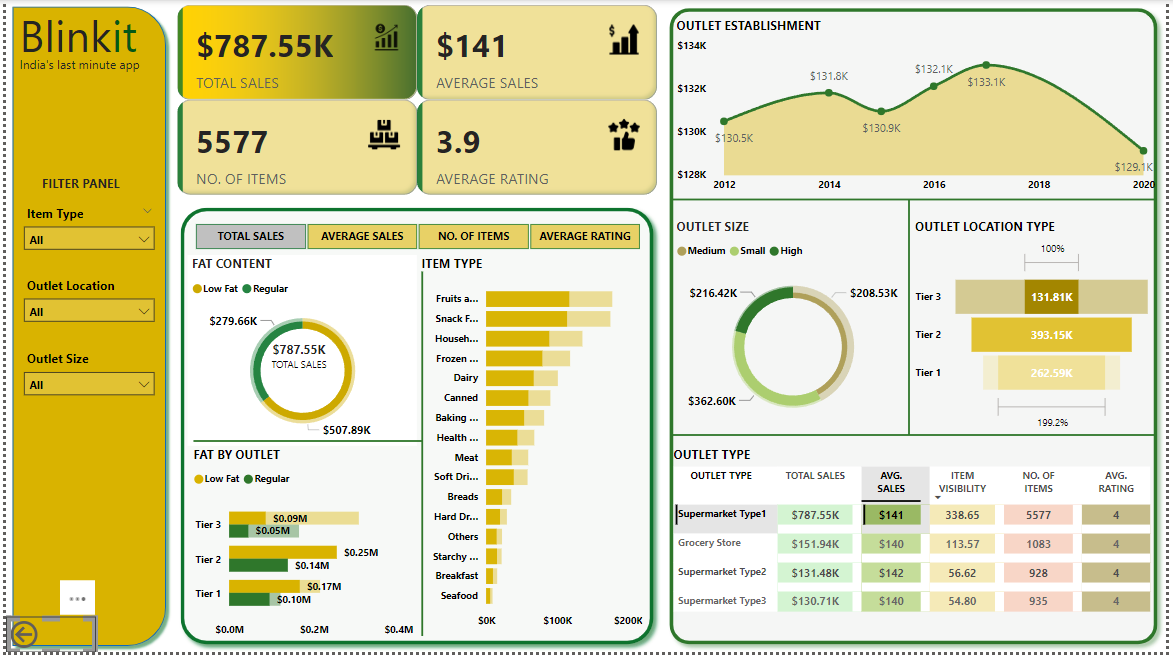 Blinkit
India's last minute app
FILTER PANEL
Item Type
All
Outlet Location
All
Outlet Size
All
$787.55K
TOTAL SALES
$141
AVERAGE SALES
5577
NO. OF ITEMS
3.9
AVERAGE RATING
TOTAL SALES
AVERAGE SALES
NO. OF ITEMS
AVERAGE RATING
FAT CONTENT
Low Fat
Regular
$279.66K
$787.55K
TOTAL SALES
$507.89K
FAT BY OUTLET
Low Fat
Regular
Tier 3
$0.09M
$0.05M
Tier 2
$0.25M
$0.14M
Tier 1
$0.17M
$0.10M
$0.0M
$0.2M
$0.4M
ITEM TYPE
Fruits a...
Snack F...
Househ...
Frozen ...
Dairy
Canned
Baking ...
Health ...
Meat
Soft Dri...
Breads
Hard Dr...
Others
Starchy ...
Breakfast
Seafood
$0K
$100K
$200K
OUTLET ESTABLISHMENT
$134K
$132K
$130K
$128K
$130.5K
$131.8K
$130.9K
$132.1K
$133.1K
$129.1K
2012
2014
2016
2018
2020
OUTLET SIZE
Medium
Small
High
$216.42K
$208.53K
$362.60K
OUTLET LOCATION TYPE
100%
Tier 3
131.81K
Tier 2
393.15K
Tier 1
262.59K
199.2%
OUTLET TYPE
OUTLET TYPE TOTAL SALES AVG. SALES ITEM VISIBILITY NO. OF ITEMS AVG. RATING
Supermarket Type1 $787.55K $141 338.65 5577 4
Grocery Store $151.94K $140 113.57 1083 4
Supermarket Type2 $131.48K $142 56.62 928 4
Supermarket Type3 $130.71K $140 54.80 935 4